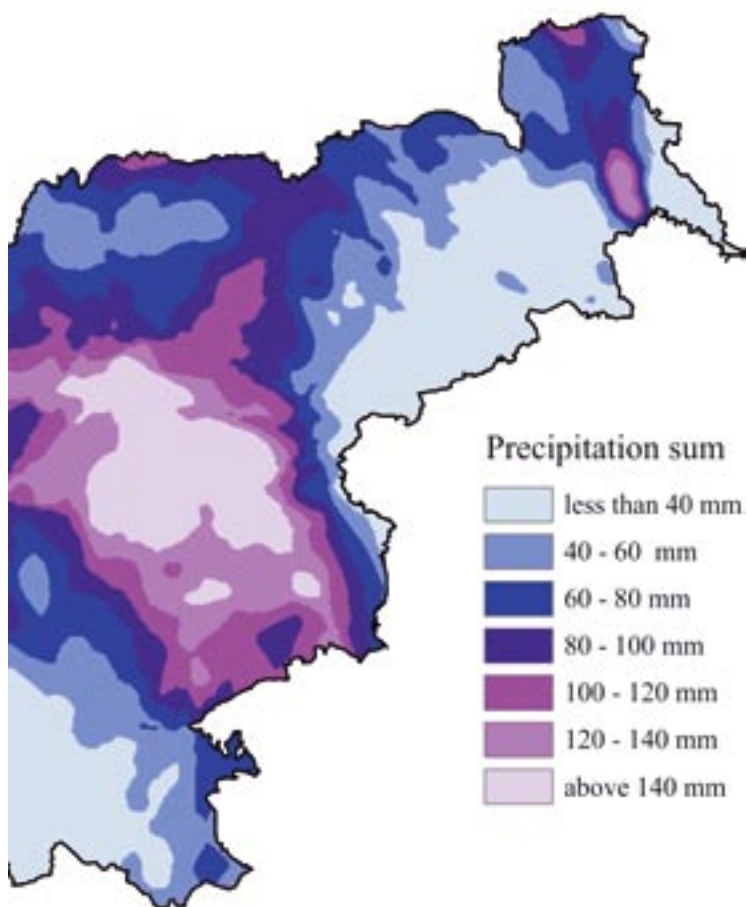 Precipitation sum
less than 40 mm
40 - 60 mm
60 - 80 mm
80 - 100 mm
100 - 120 mm
120 - 140 mm
above 140 mm